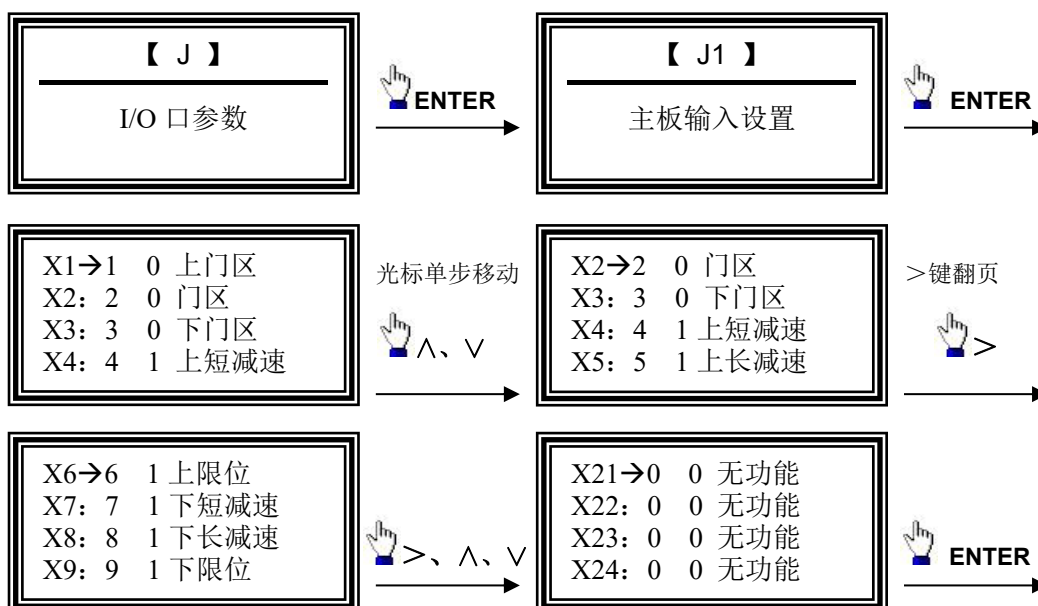 【 J 】
I/O 口参数
ENTER
【 J1 】
主板输入设置
ENTER
X1→1 0 上门区
X2：2 0 门区
X3：3 0 下门区
X4：4 1 上短减速
光标单步移动
∧、∨
X2→2 0 门区
X3：3 0 下门区
X4：4 1 上短减速
X5：5 1 上长减速
＞键翻页
＞
X6→6 1 上限位
X7：7 1 下短减速
X8：8 1 下长减速
X9：9 1 下限位
＞、∧、∨
X21→0 0 无功能
X22：0 0 无功能
X23：0 0 无功能
X24：0 0 无功能
ENTER